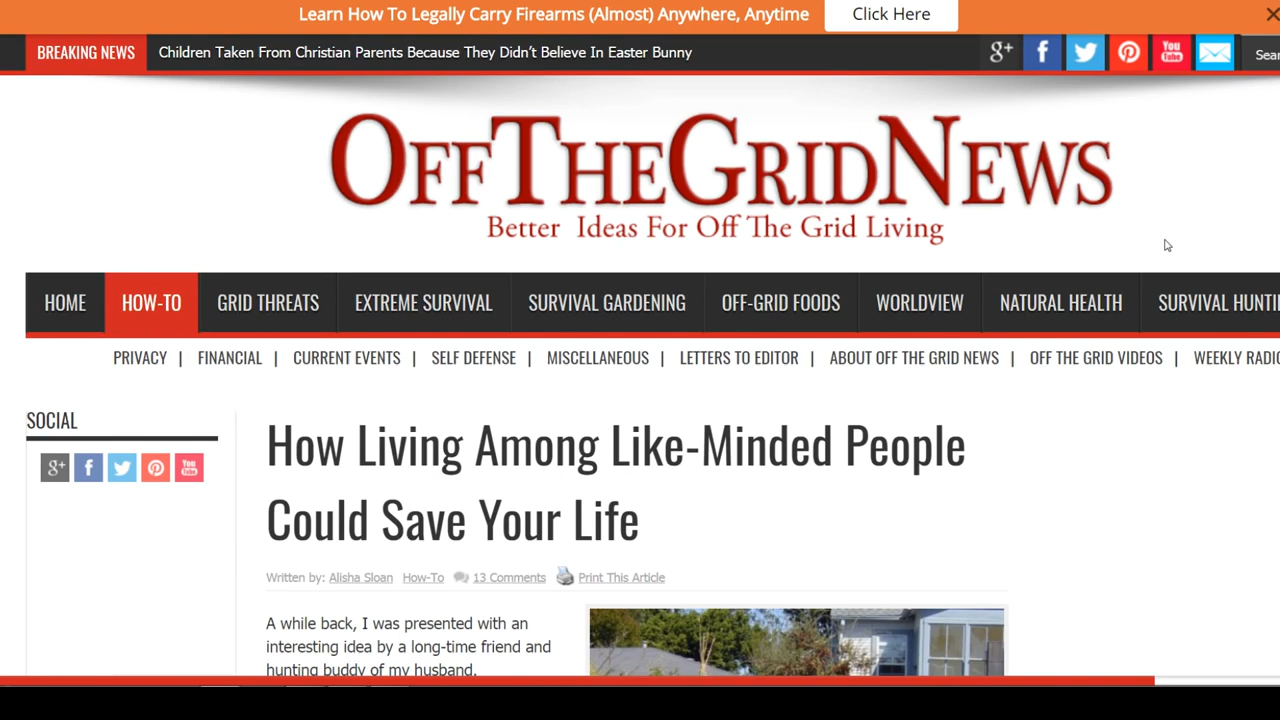 Learn How To Legally Carry Firearms (Almost) Anywhere, Anytime Click Here
BREAKING NEWS Children Taken From Christian Parents Because They Didn't Believe In Easter Bunny
OFFTHEGRIDNEWS
Better Ideas For Off The Grid Living
HOME HOW-TO GRID THREATS EXTREME SURVIVAL SURVIVAL GARDENING OFF-GRID FOODS WORLDVIEW NATURAL HEALTH SURVIVAL
PRIVACY | FINANCIAL | CURRENT EVENTS | SELF DEFENSE | MISCELLANEOUS | LETTERS TO EDITOR | ABOUT OFF THE GRID NEWS | OFF THE GRID VIDEOS | WEEKLY
SOCIAL
How Living Among Like-Minded People
Could Save Your Life
Written by: Alisha Sloan How-To 13 Comments Print This Article
A while back, I was presented with an
interesting idea by a long-time friend and
hunting buddy of my husband.